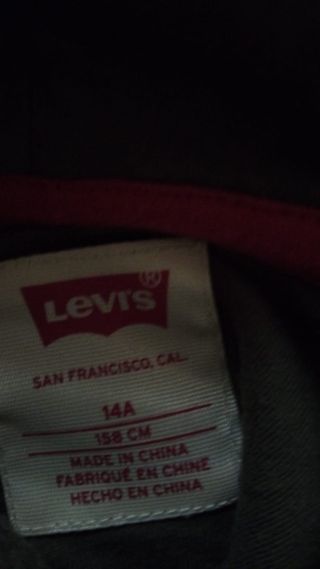 Levi's®
SAN FRANCISCO, CAL.
14A
158 CM
MADE IN CHINA
FABRIQUÉ EN CHINE
HECHO EN CHINA